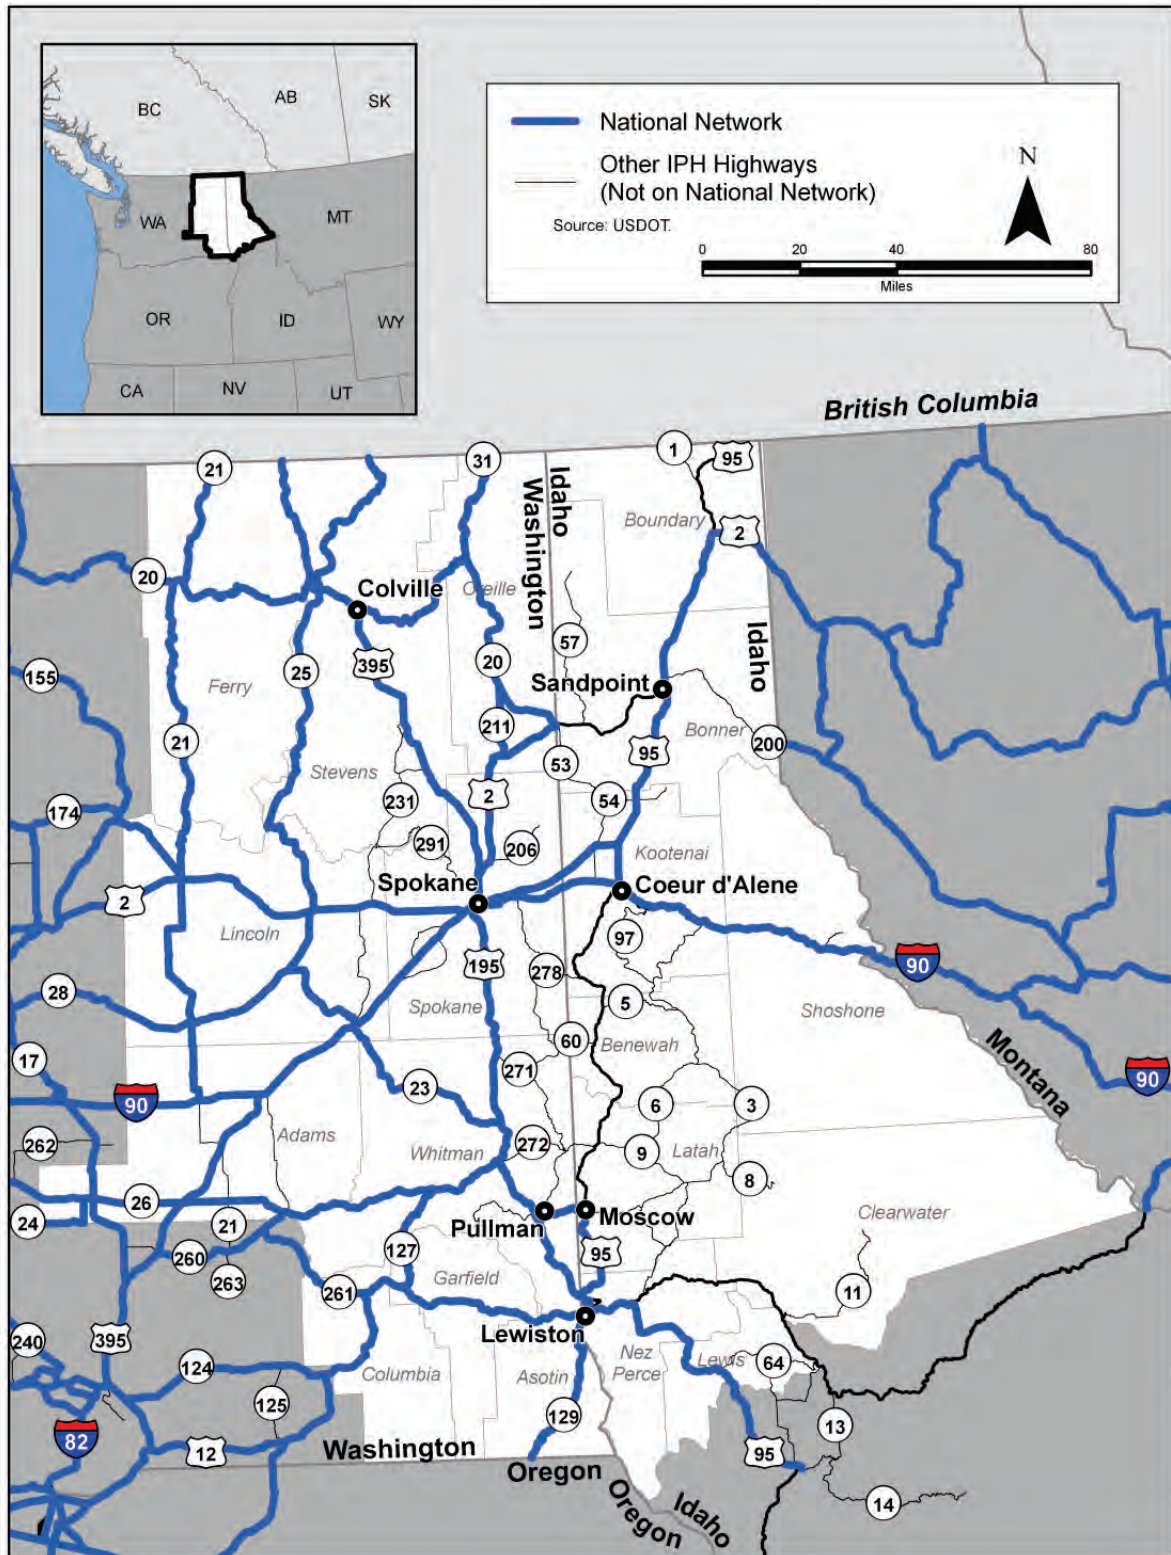 BC
AB
SK
WA
MT
OR
ID
WY
CA
NV
UT
National Network
Other IPH Highways
(Not on National Network)
Source: USDOT.
N
0 20 40 80
Miles
British Columbia
21
31
1
95
Idaho
Washington
Boundary
2
20
Colville
Oreille
57
155
Ferry
25
395
20
Sandpoint
Idaho
21
211
95
Bonner
200
Stevens
53
174
231
2
54
291
206
Kootenai
2
Spokane
Coeur d'Alene
Lincoln
195
97
90
28
278
5
Spokane
Shoshone
60
Benewah
17
271
Montana
90
90
23
6
3
262
Adams
Whitman
272
9
Latah
8
26
24
21
Pullman
Moscow
Clearwater
127
95
260
263
Garfield
261
11
Lewiston
240
395
124
Columbia
Asotin
Nez
Perce
Lewis
64
125
129
13
82
12
Washington
95
Oregon
Oregon
Idaho
14